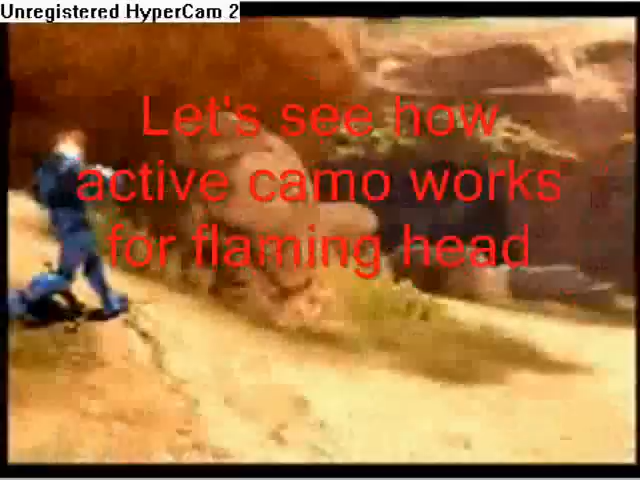 Unregistered HyperCam 2
Let's see how
active camo works
for flaming head